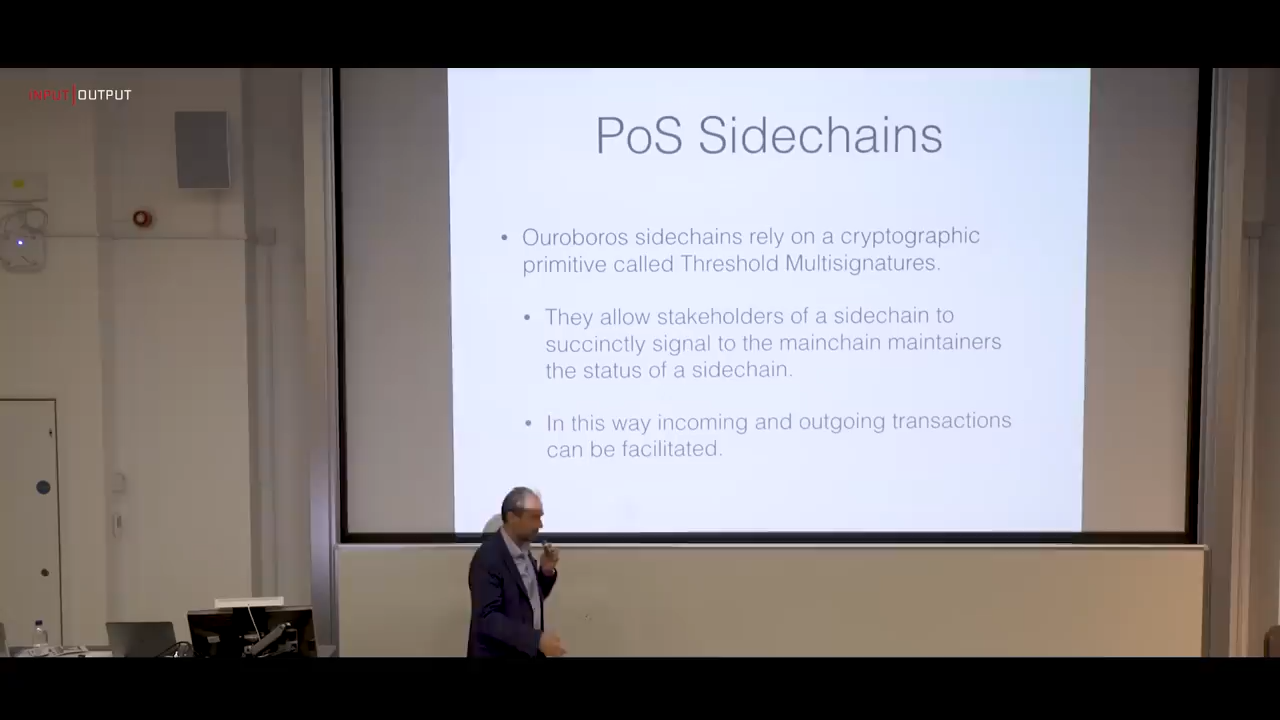 INPUT|OUTPUT
PoS Sidechains
• Ouroboros sidechains rely on a cryptographic
primitive called Threshold Multisignatures.
• They allow stakeholders of a sidechain to
succinctly signal to the mainchain maintainers
the status of a sidechain.
• In this way incoming and outgoing transactions
can be facilitated.